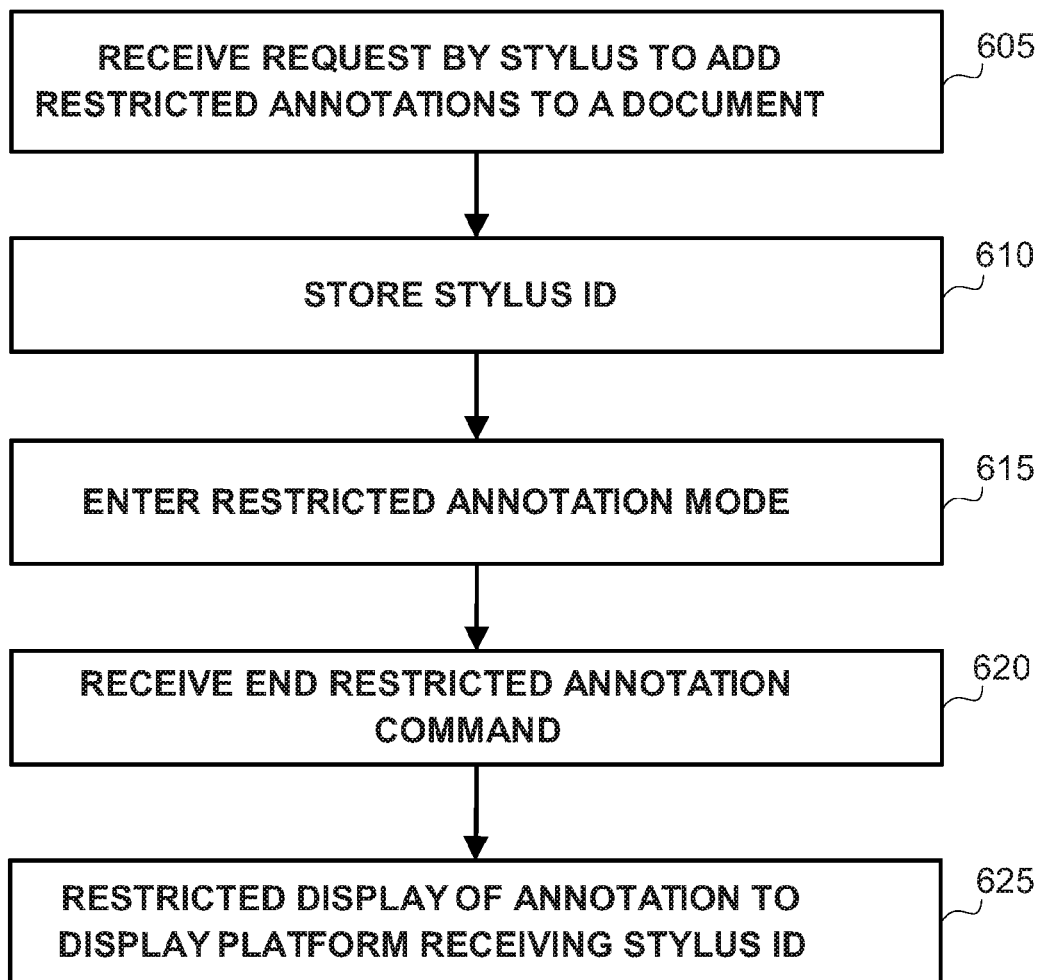 RECEIVE REQUEST BY STYLUS TO ADD
RESTRICTED ANNOTATIONS TO A DOCUMENT
605
STORE STYLUS ID
610
ENTER RESTRICTED ANNOTATION MODE
615
RECEIVE END RESTRICTED ANNOTATION
COMMAND
620
RESTRICTED DISPLAY OF ANNOTATION TO
DISPLAY PLATFORM RECEIVING STYLUS ID
625